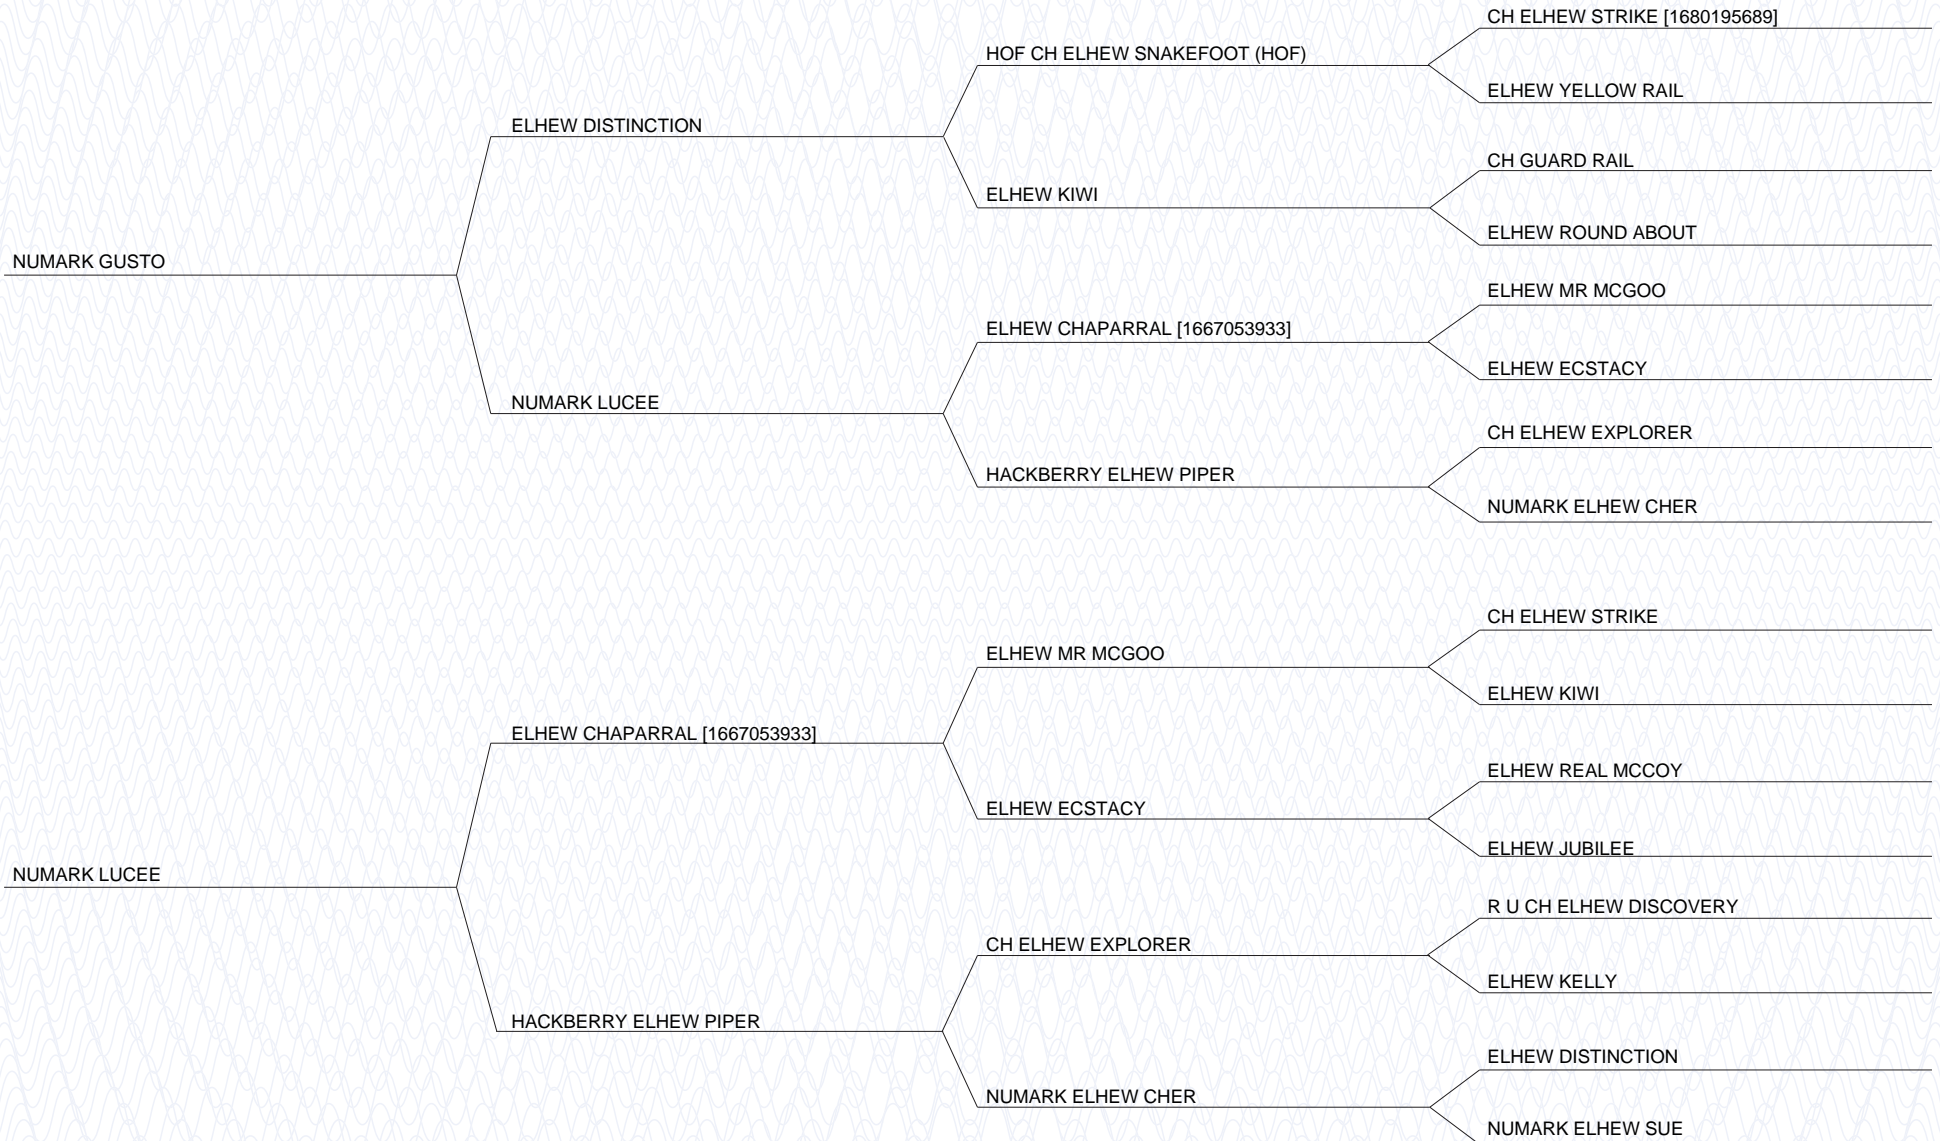 CH ELHEW STRIKE [1680195689]
HOF CH ELHEW SNAKEFOOT (HOF)
ELHEW YELLOW RAIL
ELHEW DISTINCTION
CH GUARD RAIL
ELHEW KIWI
ELHEW ROUND ABOUT
NUMARK GUSTO
ELHEW MR MCGOO
ELHEW CHAPARRAL [1667053933]
ELHEW ECSTACY
NUMARK LUCEE
CH ELHEW EXPLORER
HACKBERRY ELHEW PIPER
NUMARK ELHEW CHER
CH ELHEW STRIKE
ELHEW MR MCGOO
ELHEW KIWI
ELHEW CHAPARRAL [1667053933]
ELHEW REAL MCCOY
ELHEW ECSTACY
ELHEW JUBILEE
NUMARK LUCEE
R U CH ELHEW DISCOVERY
CH ELHEW EXPLORER
ELHEW KELLY
HACKBERRY ELHEW PIPER
ELHEW DISTINCTION
NUMARK ELHEW CHER
NUMARK ELHEW SUE